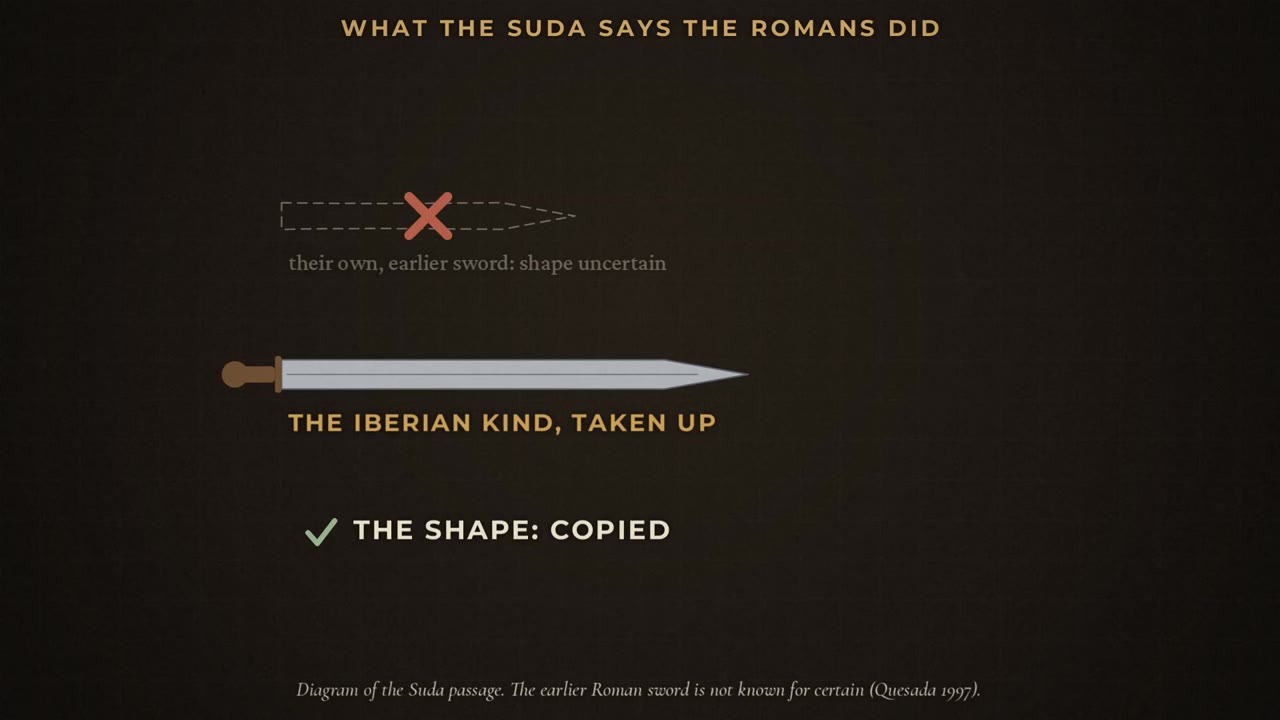 WHAT THE SUDA SAYS THE ROMANS DID
their own, earlier sword: shape uncertain
THE IBERIAN KIND, TAKEN UP
THE SHAPE: COPIED
Diagram of the Suda passage. The earlier Roman sword is not known for certain (Quesada 1997).